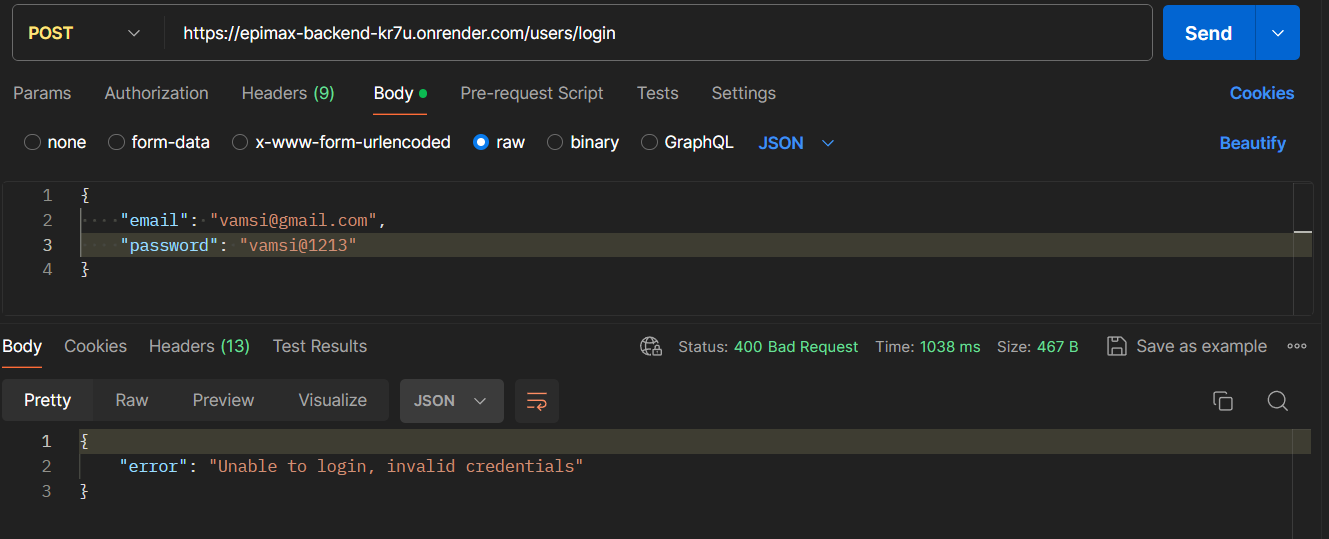 POST https://epimax-backend-kr7u.onrender.com/users/login Send
Params Authorization Headers (9) Body Pre-request Script Tests Settings Cookies
none form-data x-www-form-urlencoded raw binary GraphQL JSON Beautify
1 {
2 "email": "vamsi@gmail.com",
3 "password": "vamsi@1213"
4 }
Body Cookies Headers (13) Test Results Status: 400 Bad Request Time: 1038 ms Size: 467 B Save as example
Pretty Raw Preview Visualize JSON
1 {
2 "error": "Unable to login, invalid credentials"
3 }